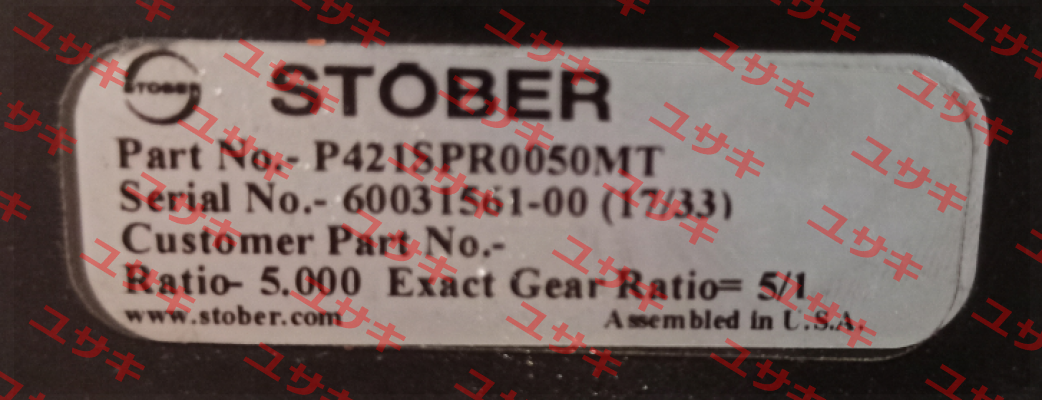 STOBER
STÖBER
Part No.- P421SPR0050MT
Serial No.- 60031561-00 (17/33)
Customer Part No.-
Ratio- 5.000 Exact Gear Ratio= 5/1
www.stober.com Assembled in U.S.A.
ユサキ